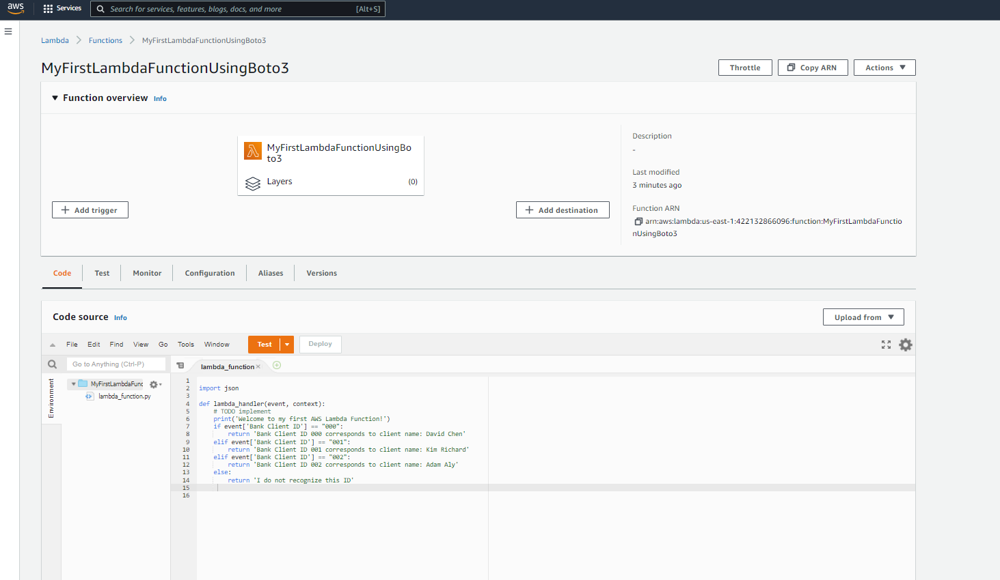 aws
Services
Search for services, features, blogs, docs, and more [Alt+S]
Lambda Functions MyFirstLambdaFunctionUsingBoto3
MyFirstLambdaFunctionUsingBoto3
Throttle Copy ARN Actions
Function overview Info
MyFirstLambdaFunctionUsingBo
to3
Layers (0)
Add trigger
Add destination
Description
-
Last modified
3 minutes ago
Function ARN
arn:aws:lambda:us-east-1:422132866096:function:MyFirstLambdaFunctio
nUsingBoto3
Code Test Monitor Configuration Aliases Versions
Code source Info
Upload from
File Edit Find View Go Tools Window Test Deploy
Go to Anything (Ctrl-P)
Environment
MyFirstLambdaFunc
lambda_function.py
lambda_function
1
2 import json
3
4 def lambda_handler(event, context):
5 # TODO implement
6 print('Welcome to my first AWS Lambda Function!')
7 if event['Bank Client ID'] == "000":
8 return 'Bank Client ID 000 corresponds to client name: David Chen'
9 elif event['Bank Client ID'] == "001":
10 return 'Bank Client ID 001 corresponds to client name: Kim Richard'
11 elif event['Bank Client ID'] == "002":
12 return 'Bank Client ID 002 corresponds to client name: Adam Aly'
13 else:
14 return 'I do not recognize this ID'
15
16